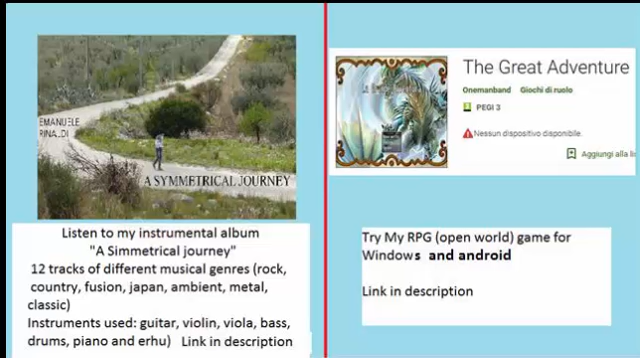 EMANUELE
RINALDI
A SYMMETRICAL JOURNEY
Listen to my instrumental album
"A Simmetrical journey"
12 tracks of different musical genres (rock,
country, fusion, japan, ambient, metal,
classic)
Instruments used: guitar, violin, viola, bass,
drums, piano and erhu) Link in description
The Great Adventure
Onemanband Giochi di ruolo
PEGI 3
Nessun dispositivo disponibile.
Aggiungi alla
Try My RPG (open world) game for
Windows and android
Link in description